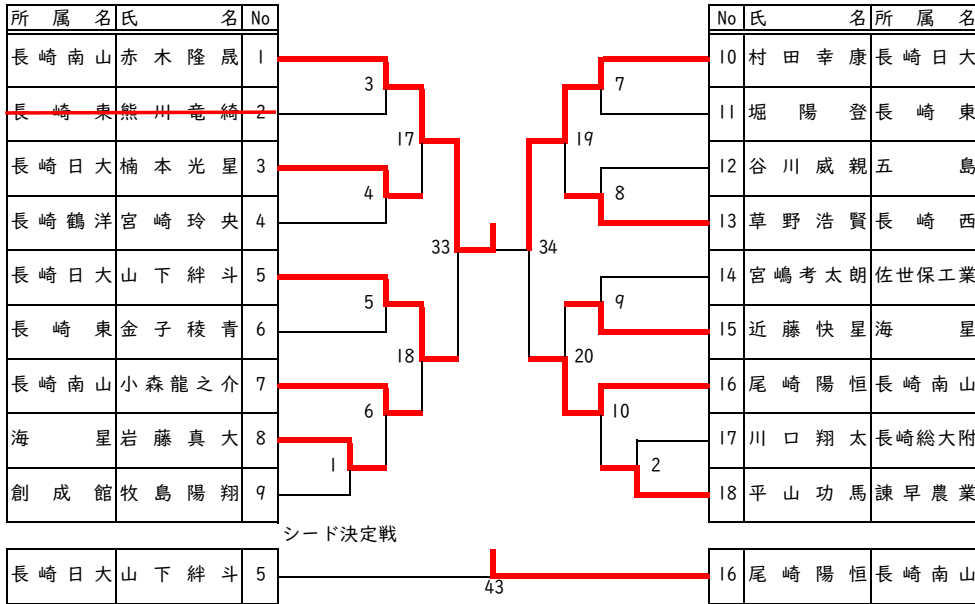 所属名 氏名 No
長崎南山 赤木隆晟 1
長崎東 熊川竜綺 2
長崎日大 楠本光星 3
長崎鶴洋 宮崎玲央 4
長崎日大 山下絆斗 5
長崎東 金子稜青 6
長崎南山 小森龍之介 7
海星 岩藤真大 8
創成館 牧島陽翔 9
3
17
4
33
5
18
6
1
No 氏名 所属名
10 村田幸康 長崎日大
11 堀陽登 長崎東
12 谷川威親 五島
13 草野浩賢 長崎西
14 宮嶋考太朗 佐世保工業
15 近藤快星 海星
16 尾崎陽恒 長崎南山
17 川口翔太 長崎総大附
18 平山功馬 諫早農業
7
19
8
34
9
20
10
2
シード決定戦
長崎日大 山下絆斗 5
43
16 尾崎陽恒 長崎南山